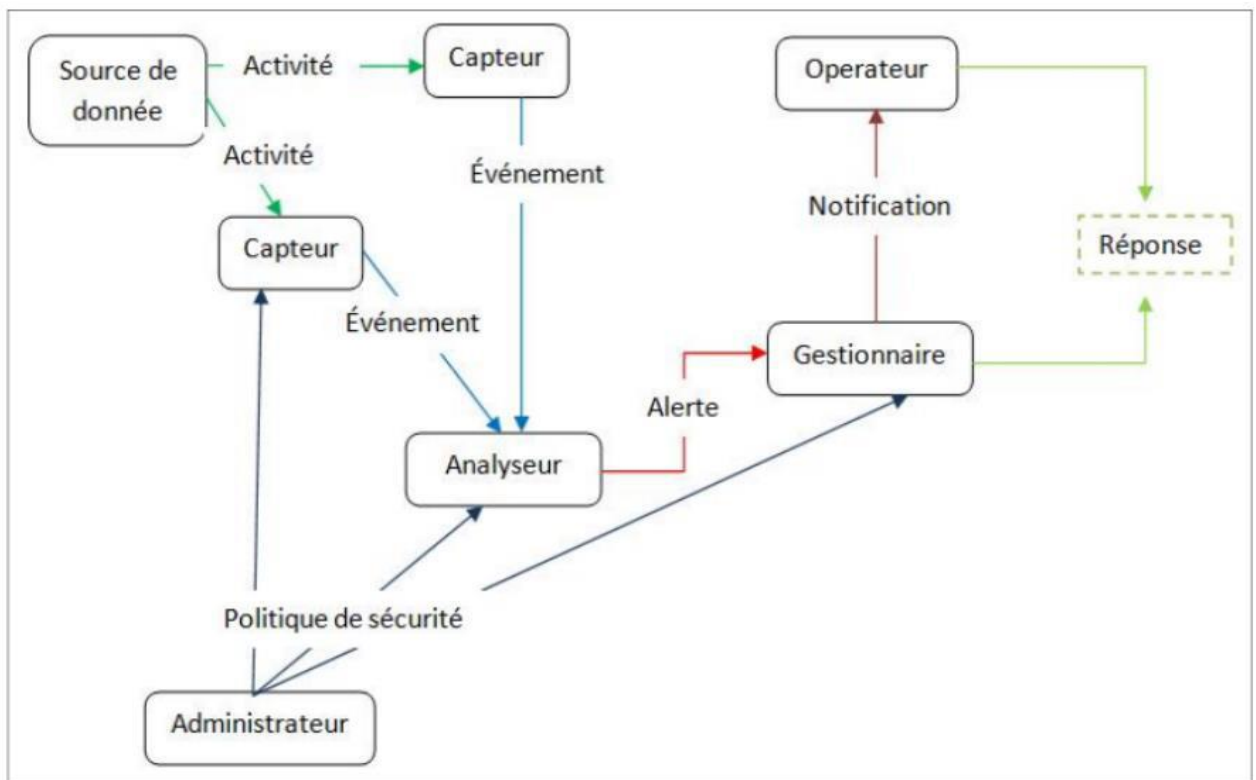 Source de
donnée
Activité
Capteur
Operateur
Activité
Événement
Notification
Capteur
Réponse
Événement
Gestionnaire
Alerte
Analyseur
Politique de sécurité
Administrateur